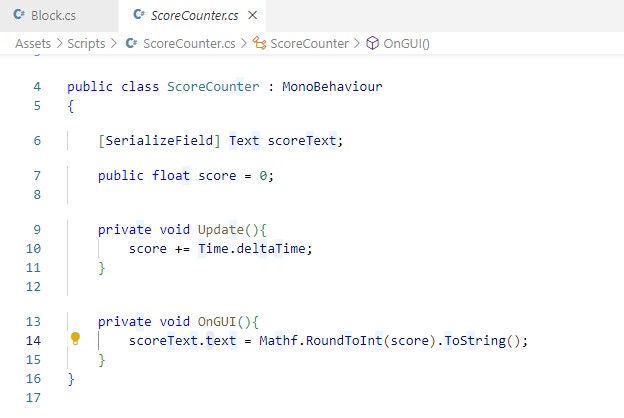 C# Block.cs C# ScoreCounter.cs ×
Assets > Scripts > C# ScoreCounter.cs > ScoreCounter > OnGUI()
4 public class ScoreCounter : MonoBehaviour
5 {
6 [SerializeField] Text scoreText;
7 public float score = 0;
8
9 private void Update(){
10 score += Time.deltaTime;
11 }
12
13 private void OnGUI(){
14 scoreText.text = Mathf.RoundToInt(score).ToString();
15 }
16 }
17